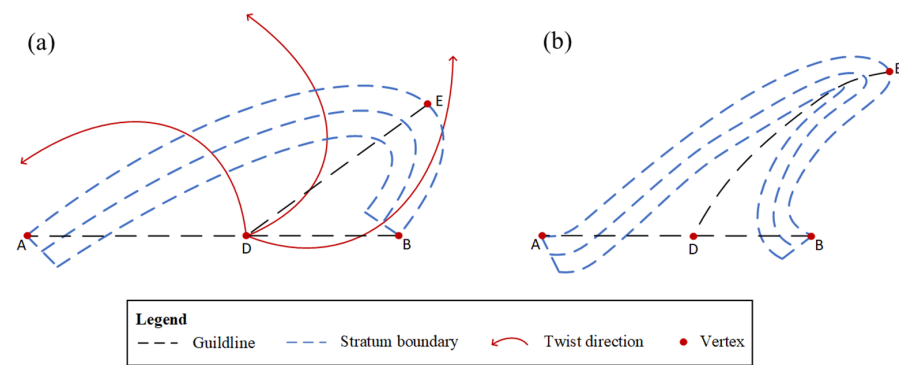 (a)
(b)
E
E
A
D
B
A
D
B
Legend
Guildline
Stratum boundary
Twist direction
Vertex